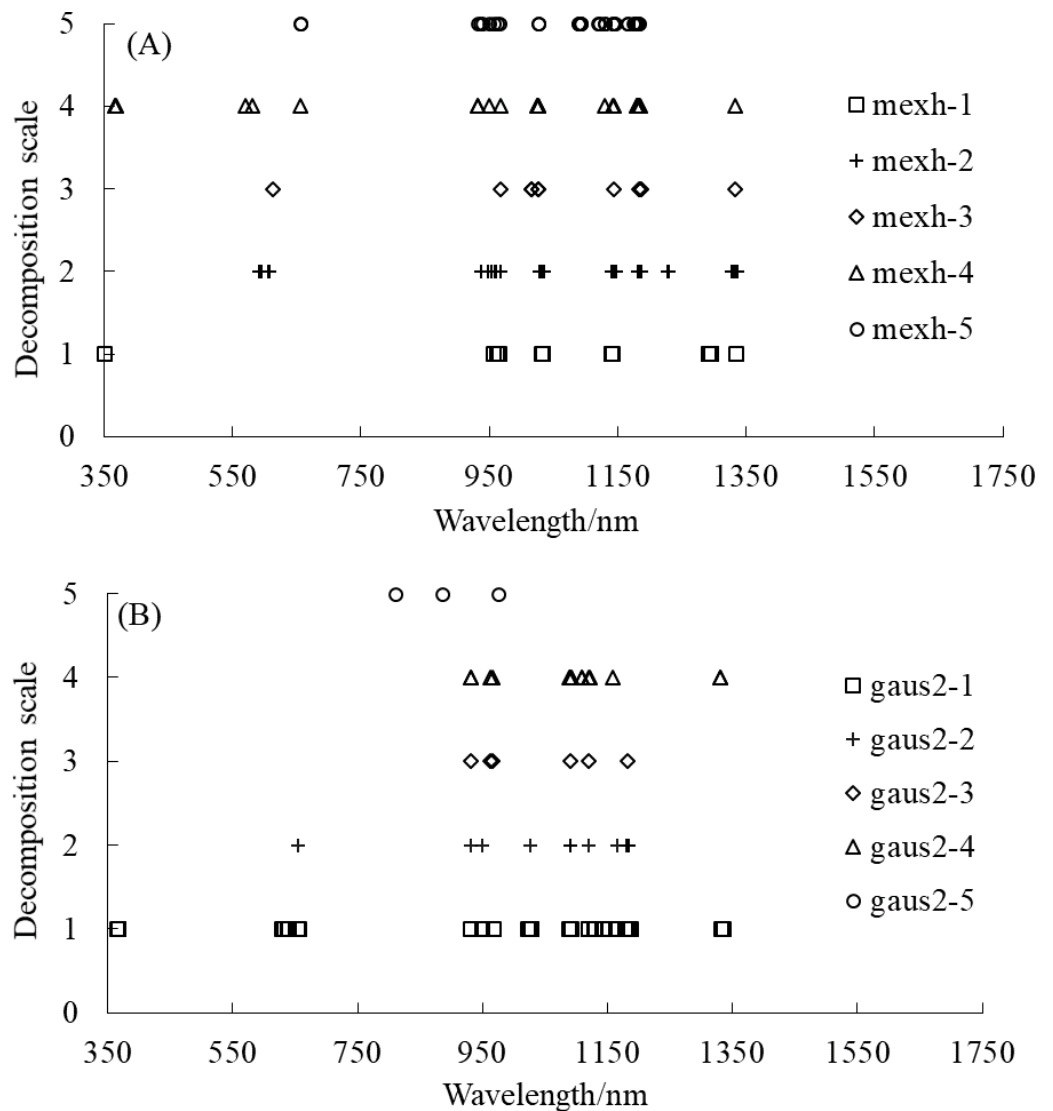 (A)
Decomposition scale
5
4
3
2
1
0
350 550 750 950 1150 1350 1550 1750
Wavelength/nm
mexh-1
mexh-2
mexh-3
mexh-4
mexh-5
(B)
Decomposition scale
5
4
3
2
1
0
350 550 750 950 1150 1350 1550 1750
Wavelength/nm
gaus2-1
gaus2-2
gaus2-3
gaus2-4
gaus2-5